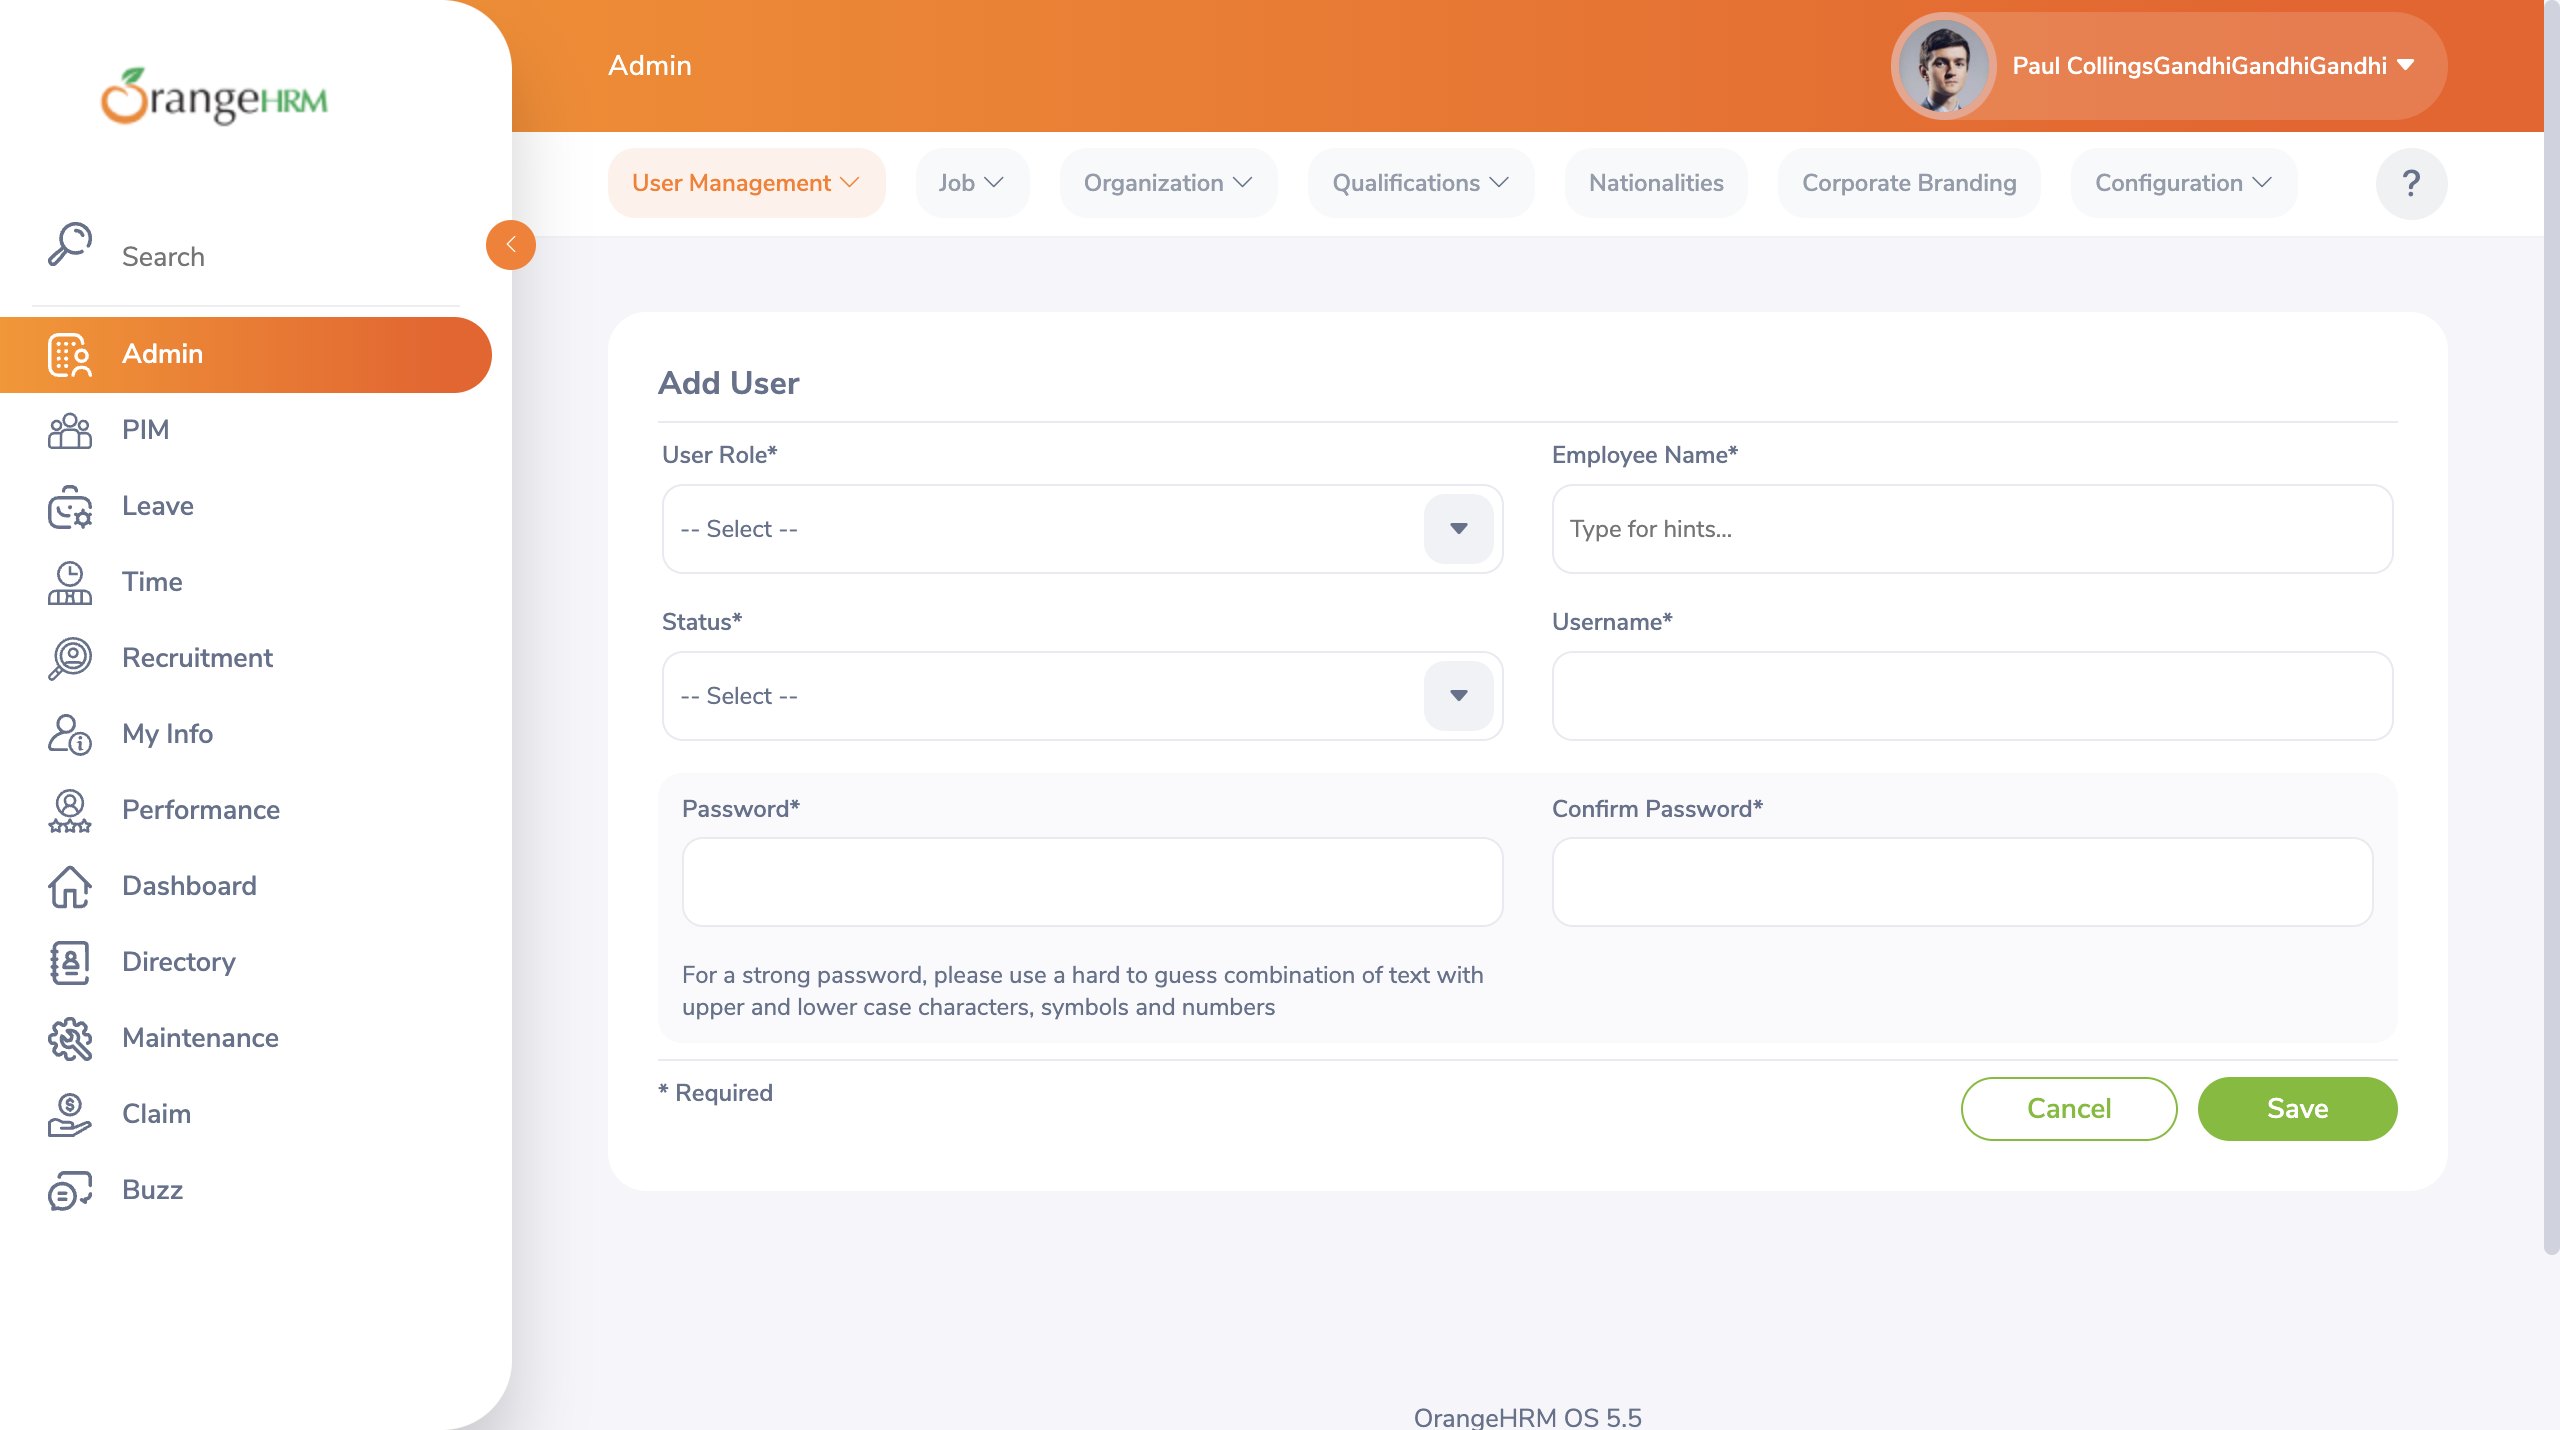 OrangeHRM
Search
Admin
PIM
Leave
Time
Recruitment
My Info
Performance
Dashboard
Directory
Maintenance
Claim
Buzz
Admin
Paul CollingsGandhiGandhiGandhi
User Management
Job
Organization
Qualifications
Nationalities
Corporate Branding
Configuration
?
Add User
User Role*
-- Select --
Employee Name*
Type for hints...
Status*
-- Select --
Username*
Password*
Confirm Password*
For a strong password, please use a hard to guess combination of text with
upper and lower case characters, symbols and numbers
* Required
Cancel
Save
OrangeHRM OS 5.5